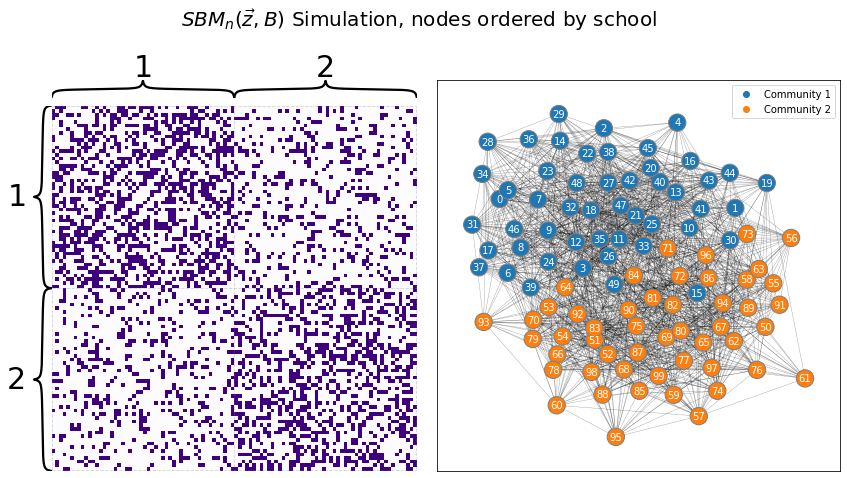 SBMₙ(z⃗, B) Simulation, nodes ordered by school
1 2
1
2
Community 1
Community 2
29
2
4
28 36 14
22 38 45
16
34 23 20 44
5 48 27 42 40 43 19
0 7 13
32 18 47 41 1
31 46 9 21 25 10
17 8 12 35 11 33 30 73 56
37 6 24 3 26 71 96
39 64 49 84 72 86 58 63 55
15
53 92 90 81 82 94 89 91
93 70 83 75 80 67 50
79 54 51 69 65 62
66 52 87 77
78 98 68 99 97 76 61
60 88 85 59 74
57
95